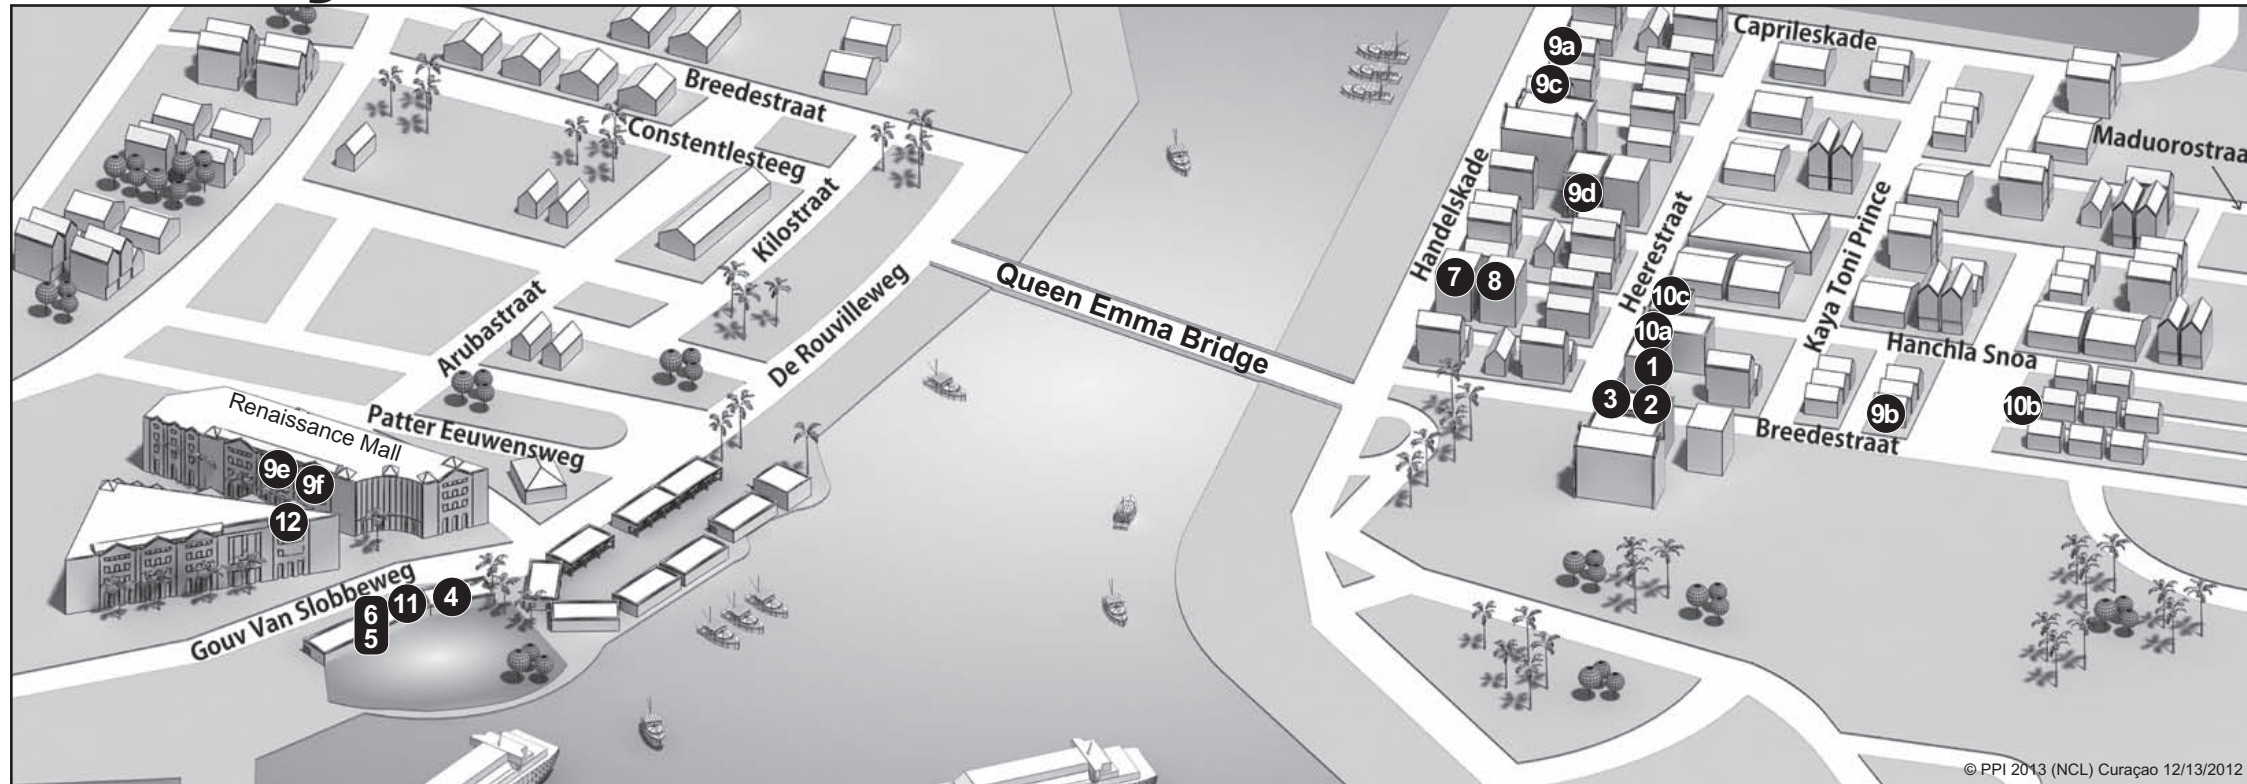 Caprileskade
9a
Breedestraat
9c
Constentlesteeg
Maduorostraa
Kilostraat
Handelskade
9d
Heerestraat
Kaya Toni Prince
De Rouvilleweg
Queen Emma Bridge
7
8
10c
Arubastraat
10a
Hanchla Snoa
1
3
2
9b
10b
Renaissance Mall
Patter Eeuwensweg
Breedestraat
9e
9f
12
Gouv Van Slobbeweg
6
5
11
4
© PPI 2013 (NCL) Curaçao 12/13/2012